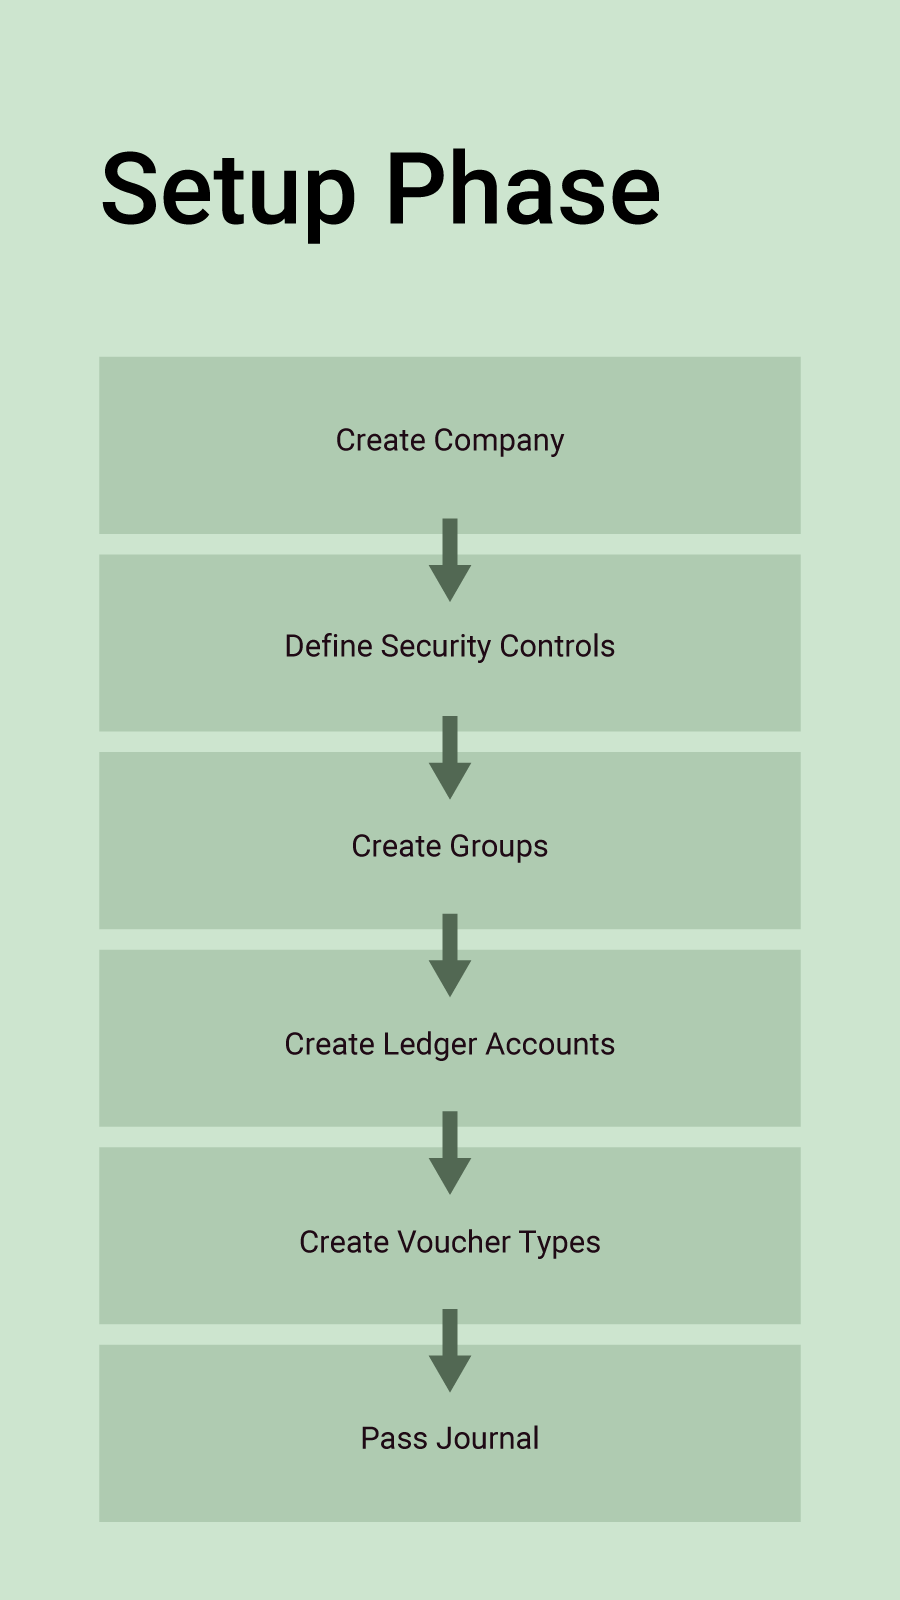 Setup Phase
Create Company
Define Security Controls
Create Groups
Create Ledger Accounts
Create Voucher Types
Pass Journal